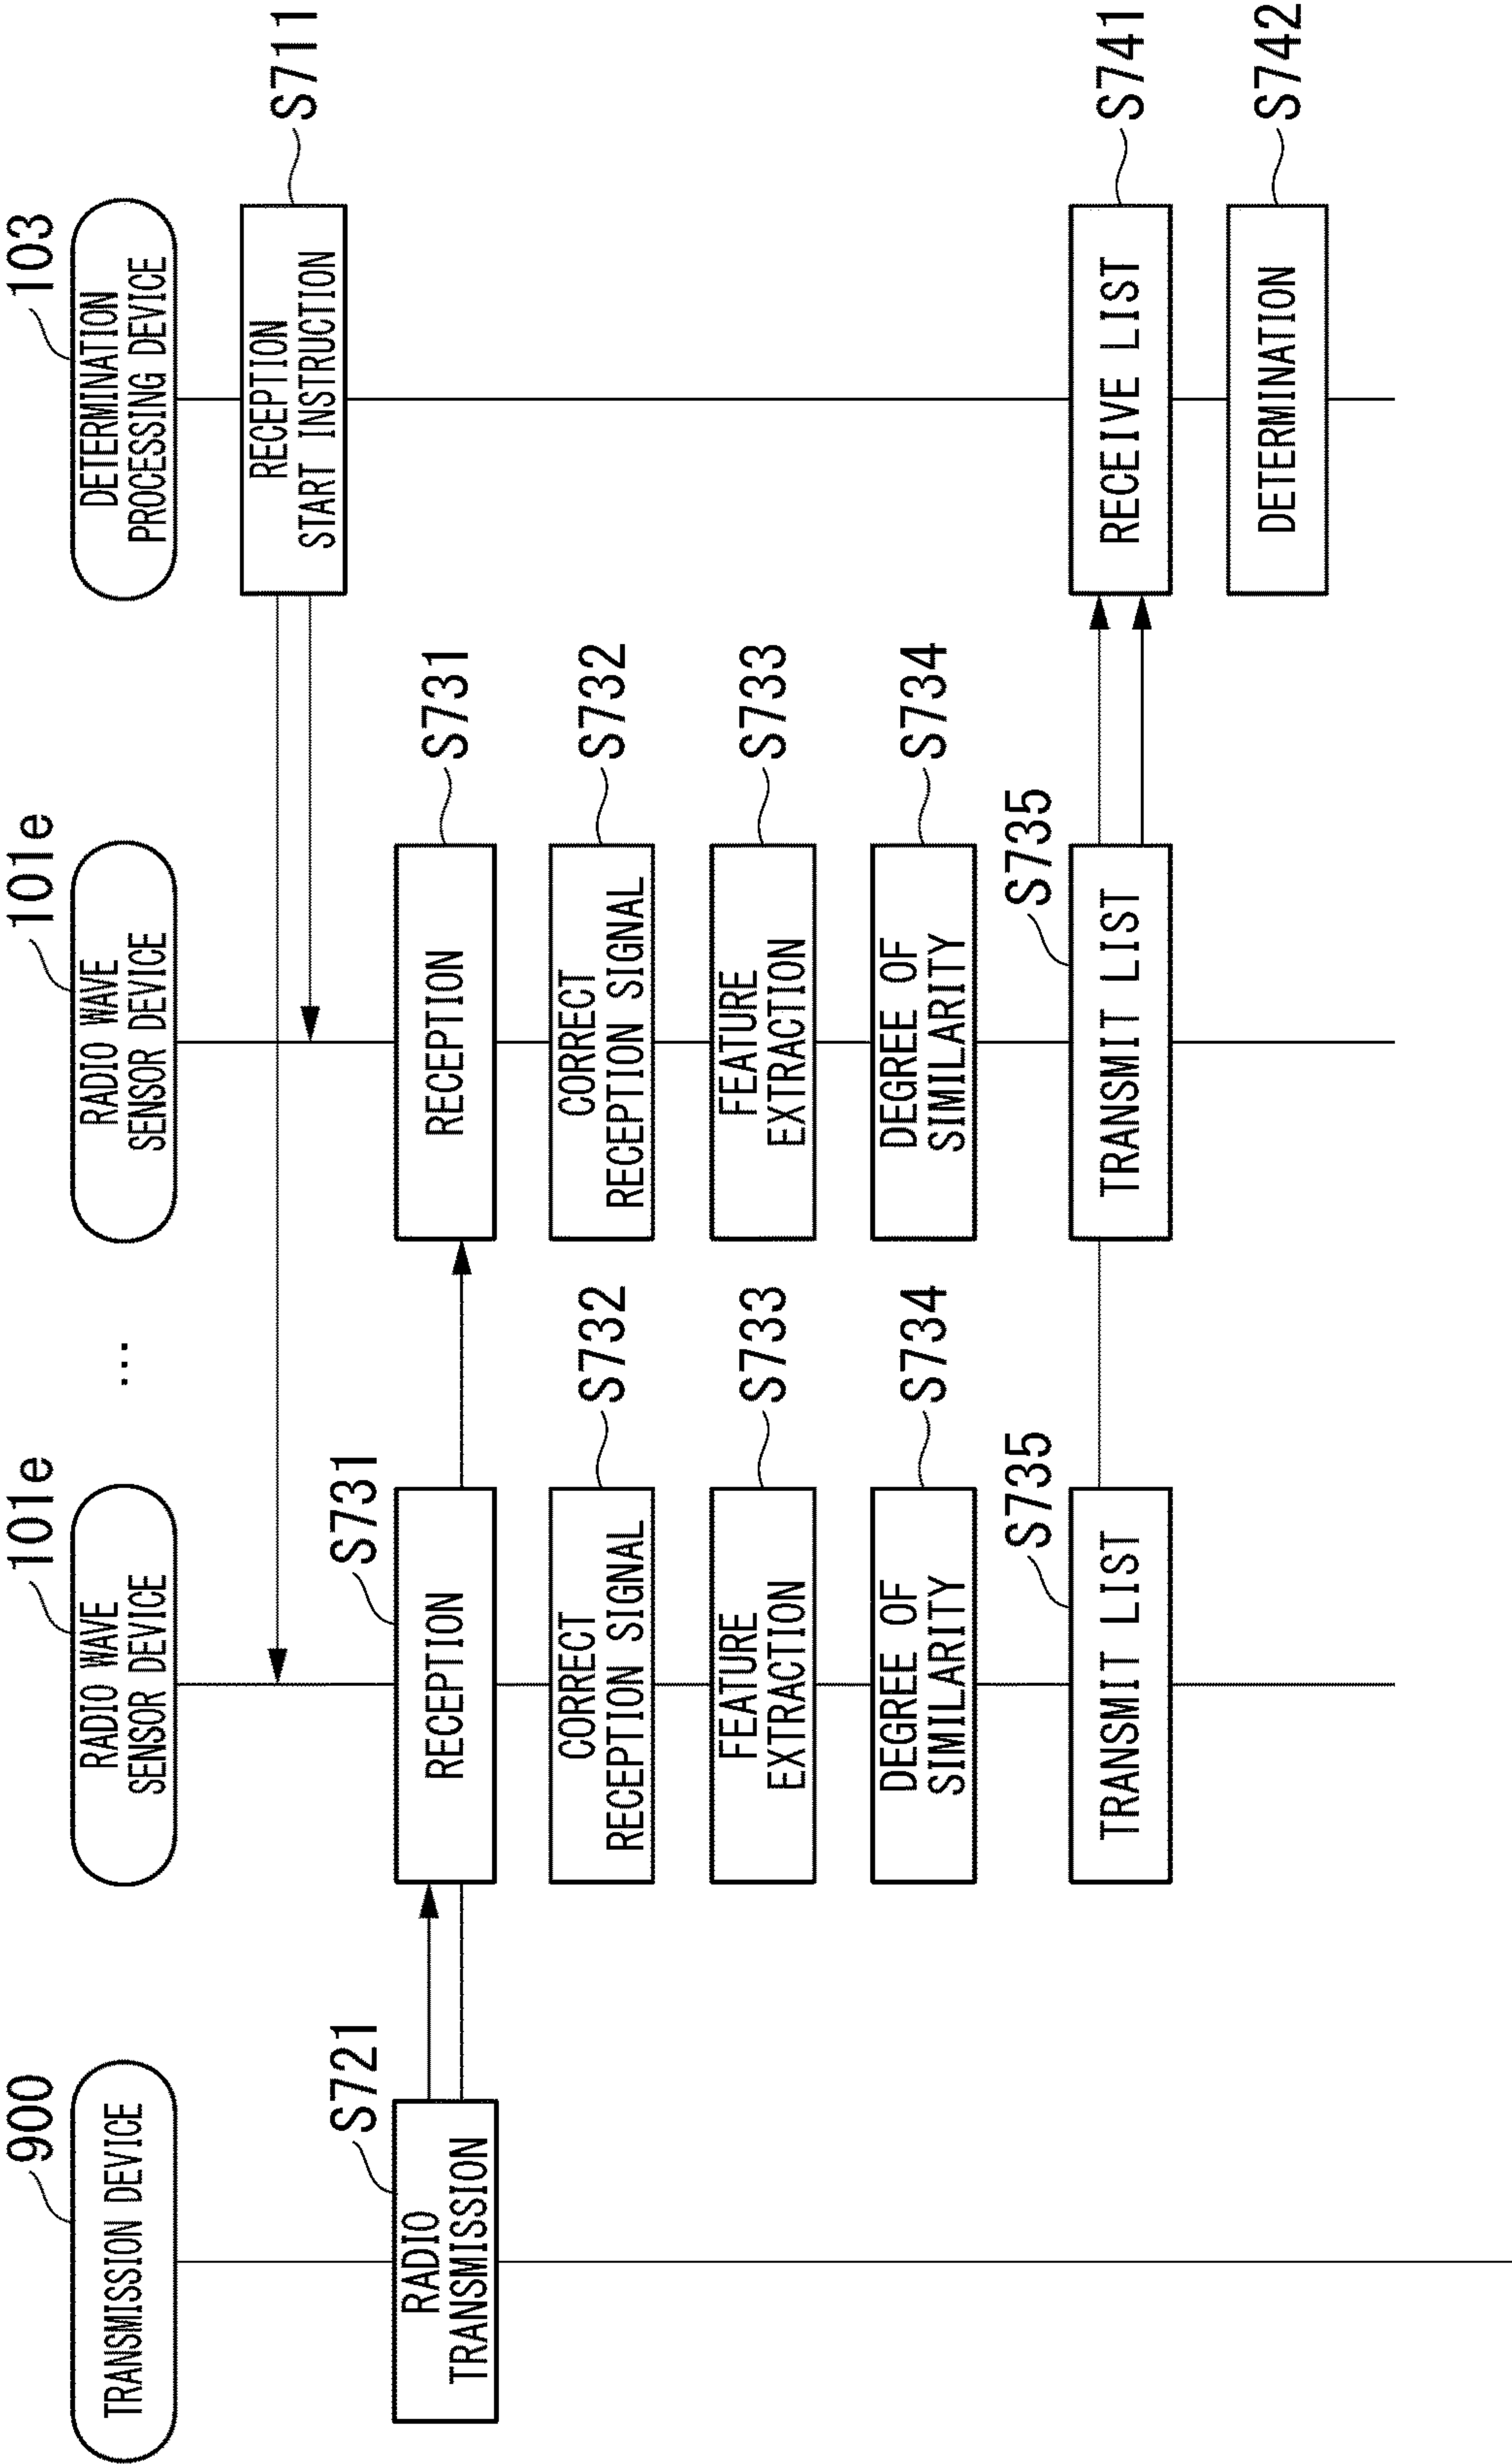 900
TRANSMISSION DEVICE
101e
RADIO WAVE
SENSOR DEVICE
...
101e
RADIO WAVE
SENSOR DEVICE
103
DETERMINATION
PROCESSING DEVICE
RECEPTION
START INSTRUCTION
S711
S721
RADIO
TRANSMISSION
S731
RECEPTION
RECEPTION
S731
CORRECT
RECEPTION SIGNAL
S732
CORRECT
RECEPTION SIGNAL
S732
FEATURE
EXTRACTION
S733
FEATURE
EXTRACTION
S733
DEGREE OF
SIMILARITY
S734
DEGREE OF
SIMILARITY
S734
S735
TRANSMIT LIST
S735
TRANSMIT LIST
RECEIVE LIST
S741
DETERMINATION
S742